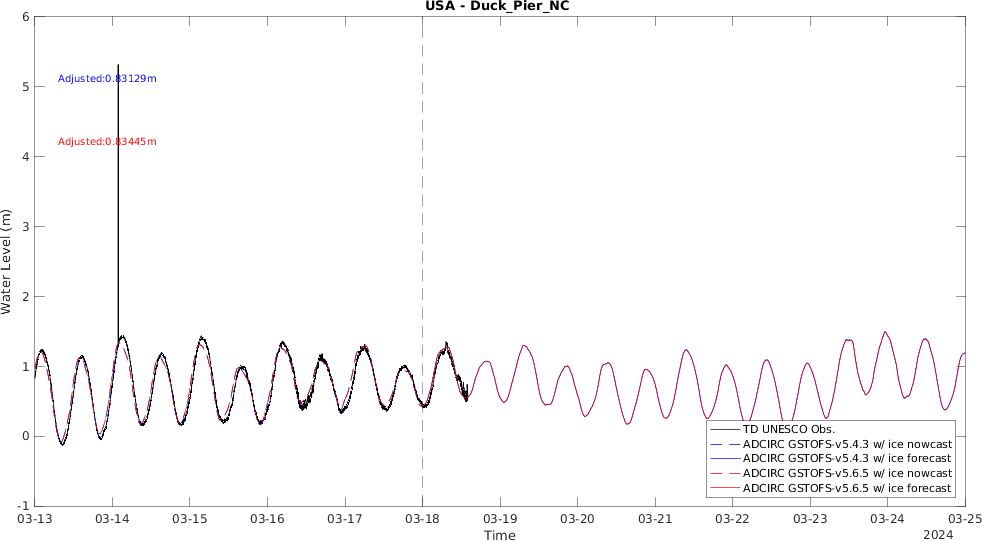 USA - Duck_Pier_NC
6
5
4
3
2
1
0
-1
Water Level (m)
Adjusted:0.83129m
Adjusted:0.83445m
TD UNESCO Obs.
ADCIRC GSTOFS-v5.4.3 w/ ice nowcast
ADCIRC GSTOFS-v5.4.3 w/ ice forecast
ADCIRC GSTOFS-v5.6.5 w/ ice nowcast
ADCIRC GSTOFS-v5.6.5 w/ ice forecast
03-13 03-14 03-15 03-16 03-17 03-18 03-19 03-20 03-21 03-22 03-23 03-24 03-25
Time
2024